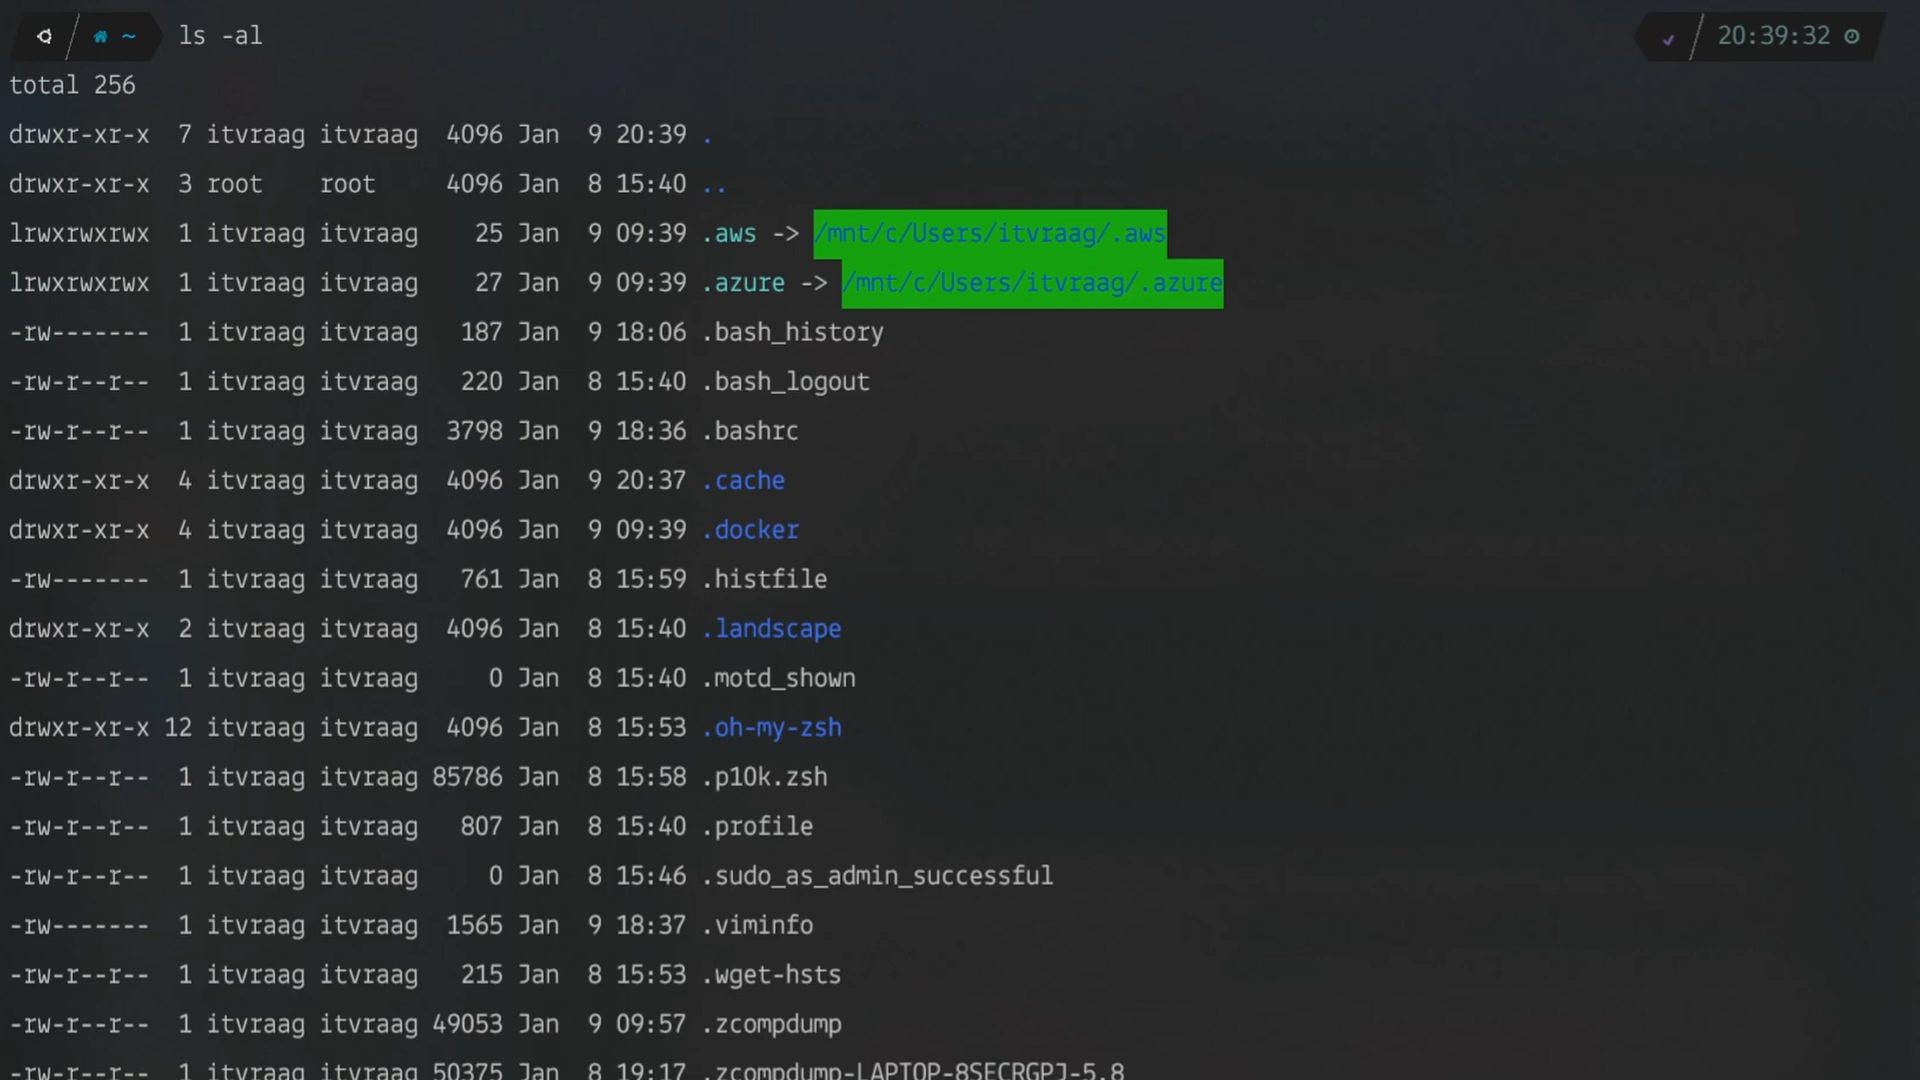 ~ ls -al 20:39:32
total 256
drwxr-xr-x 7 itvraag itvraag 4096 Jan 9 20:39 .
drwxr-xr-x 3 root root 4096 Jan 8 15:40 ..
lrwxrwxrwx 1 itvraag itvraag 25 Jan 9 09:39 .aws -> /mnt/c/Users/itvraag/.aws
lrwxrwxrwx 1 itvraag itvraag 27 Jan 9 09:39 .azure -> /mnt/c/Users/itvraag/.azure
-rw------- 1 itvraag itvraag 187 Jan 9 18:06 .bash_history
-rw-r--r-- 1 itvraag itvraag 220 Jan 8 15:40 .bash_logout
-rw-r--r-- 1 itvraag itvraag 3798 Jan 9 18:36 .bashrc
drwxr-xr-x 4 itvraag itvraag 4096 Jan 9 20:37 .cache
drwxr-xr-x 4 itvraag itvraag 4096 Jan 9 09:39 .docker
-rw------- 1 itvraag itvraag 761 Jan 8 15:59 .histfile
drwxr-xr-x 2 itvraag itvraag 4096 Jan 8 15:40 .landscape
-rw-r--r-- 1 itvraag itvraag 0 Jan 8 15:40 .motd_shown
drwxr-xr-x 12 itvraag itvraag 4096 Jan 8 15:53 .oh-my-zsh
-rw-r--r-- 1 itvraag itvraag 85786 Jan 8 15:58 .p10k.zsh
-rw-r--r-- 1 itvraag itvraag 807 Jan 8 15:40 .profile
-rw-r--r-- 1 itvraag itvraag 0 Jan 8 15:46 .sudo_as_admin_successful
-rw------- 1 itvraag itvraag 1565 Jan 9 18:37 .viminfo
-rw-r--r-- 1 itvraag itvraag 215 Jan 8 15:53 .wget-hsts
-rw-r--r-- 1 itvraag itvraag 49053 Jan 9 09:57 .zcompdump
-rw-r--r-- 1 itvraag itvraag 50375 Jan 8 19:17 .zcompdump-LAPTOP-8SECRGPJ-5.8